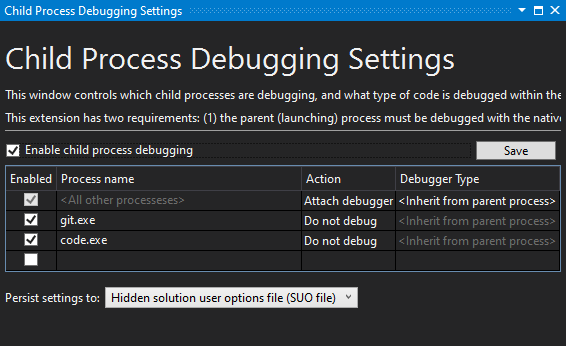 Child Process Debugging Settings
Child Process Debugging Settings
This window controls which child processes are debugging, and what type of code is debugged within the
This extension has two requirements: (1) the parent (launching) process must be debugged with the native
Enable child process debugging
Save
Enabled Process name Action Debugger Type
<All other processeses> Attach debugger <Inherit from parent process>
git.exe Do not debug <Inherit from parent process>
code.exe Do not debug <Inherit from parent process>
Persist settings to: Hidden solution user options file (SUO file)